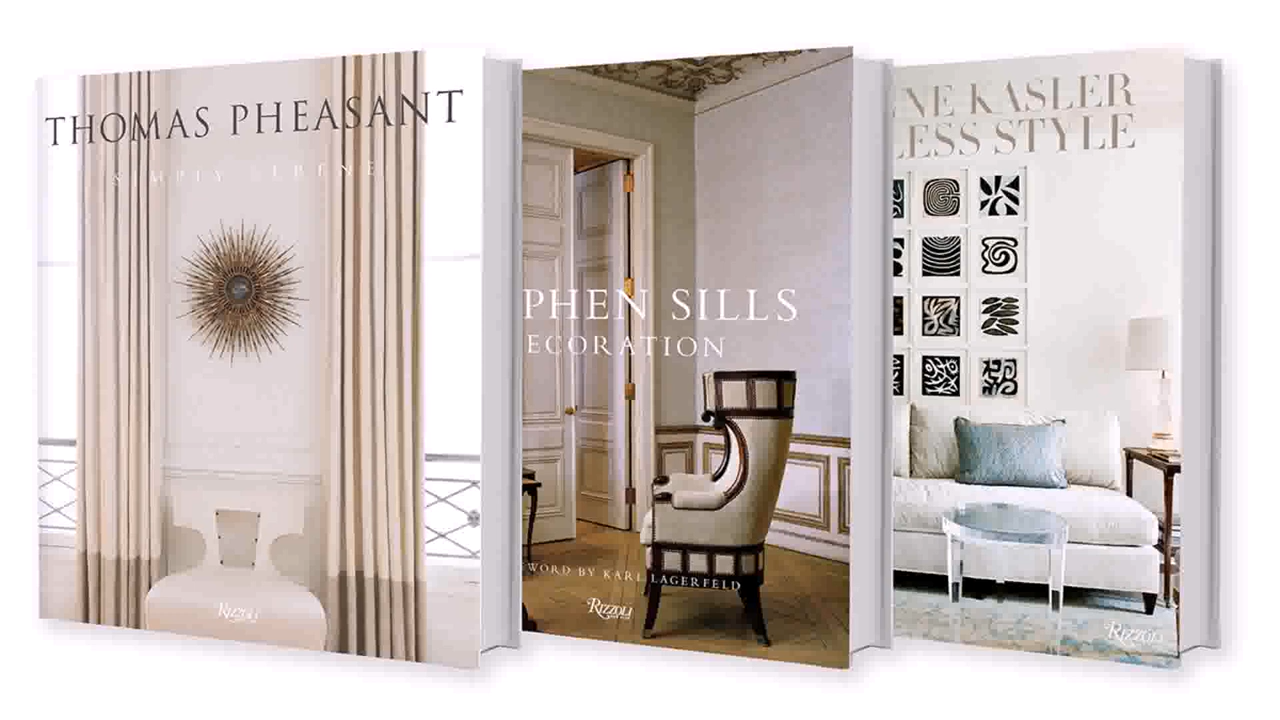 THOMAS PHEASANT
SIMPLY SERENE
RIZZOLI
PHEN SILLS
ECORATION
WORD BY KARL LAGERFELD
RIZZOLI
NE KASLER
LESS STYLE
RIZZOLI